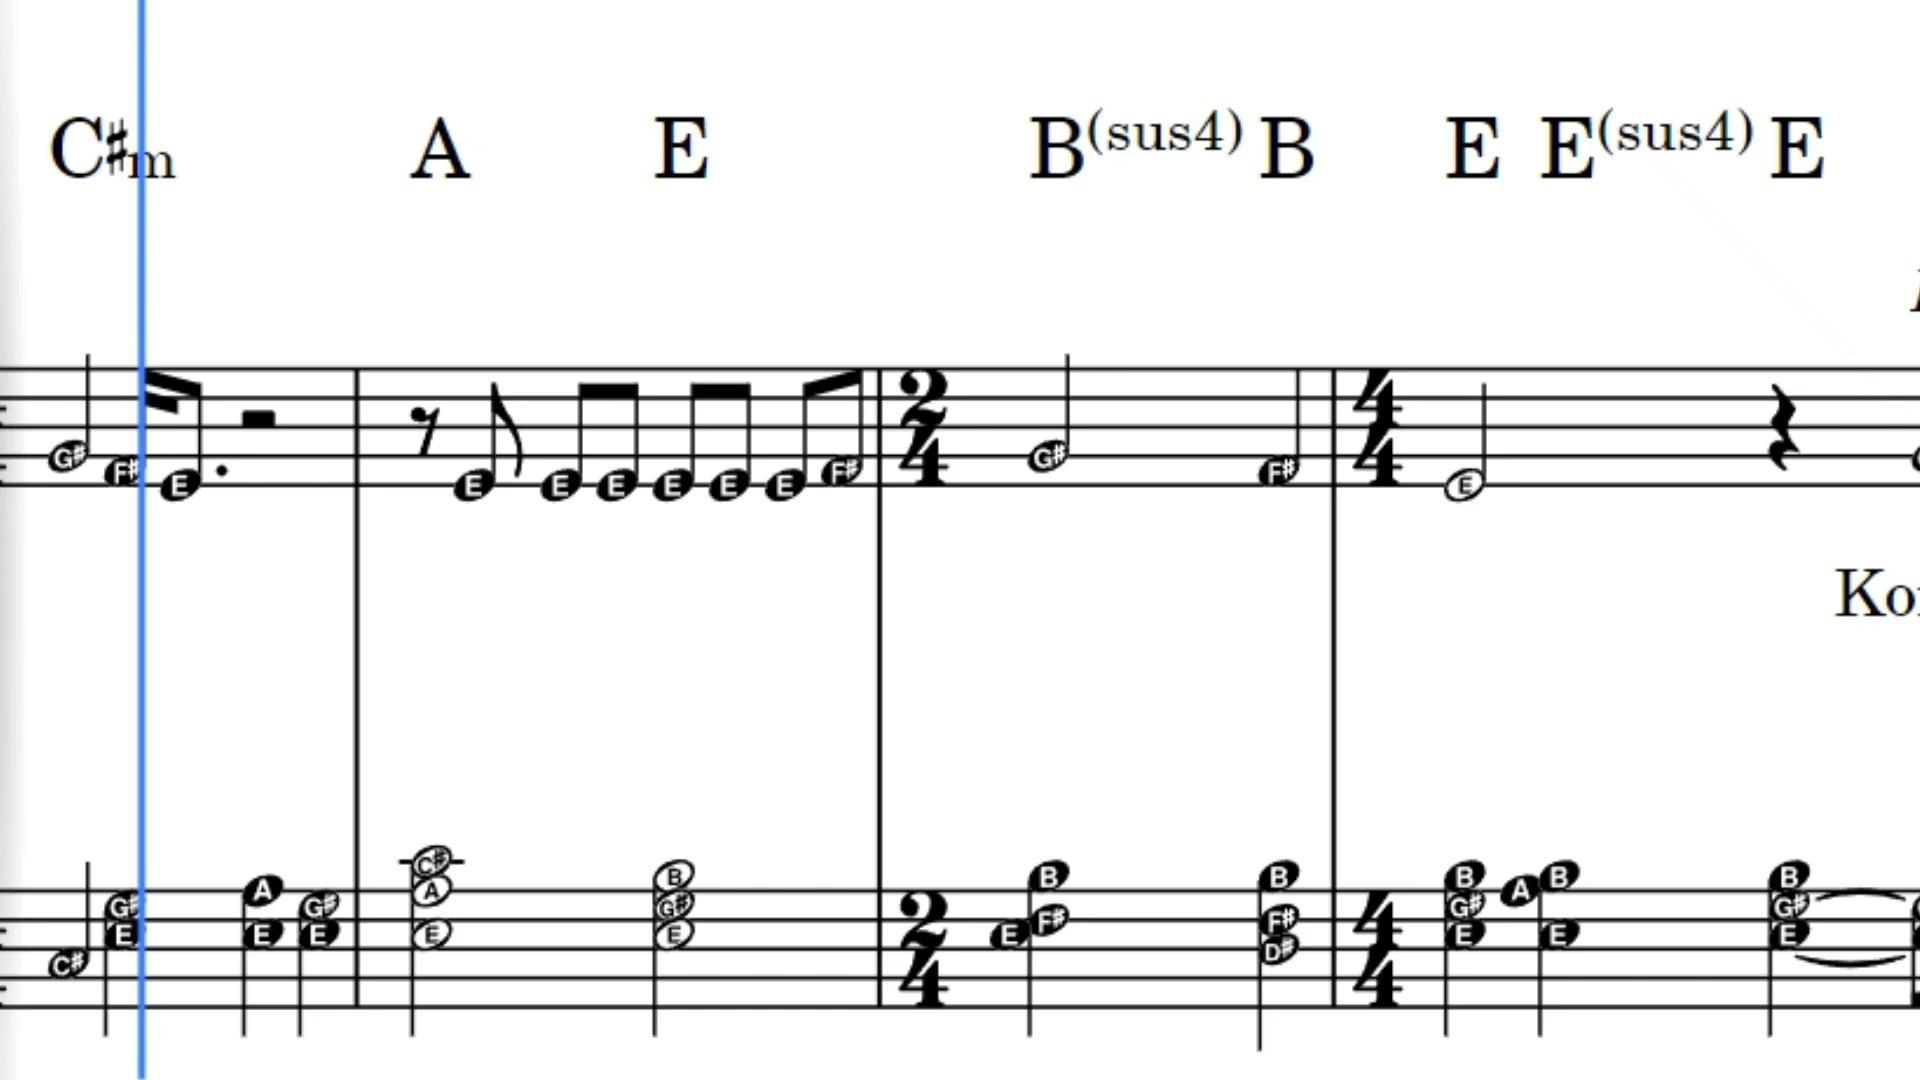 C♯m A E B(sus4) B E E(sus4) E
2 4 4 4
G♯ F♯ E E E E E E E F♯ G♯ F♯ E
C♯ G♯ E A E G♯ E C♯ A E B G♯ E 2 4 B F♯ E B F♯ D♯ 4 4 B G♯ E A B E B G♯ E